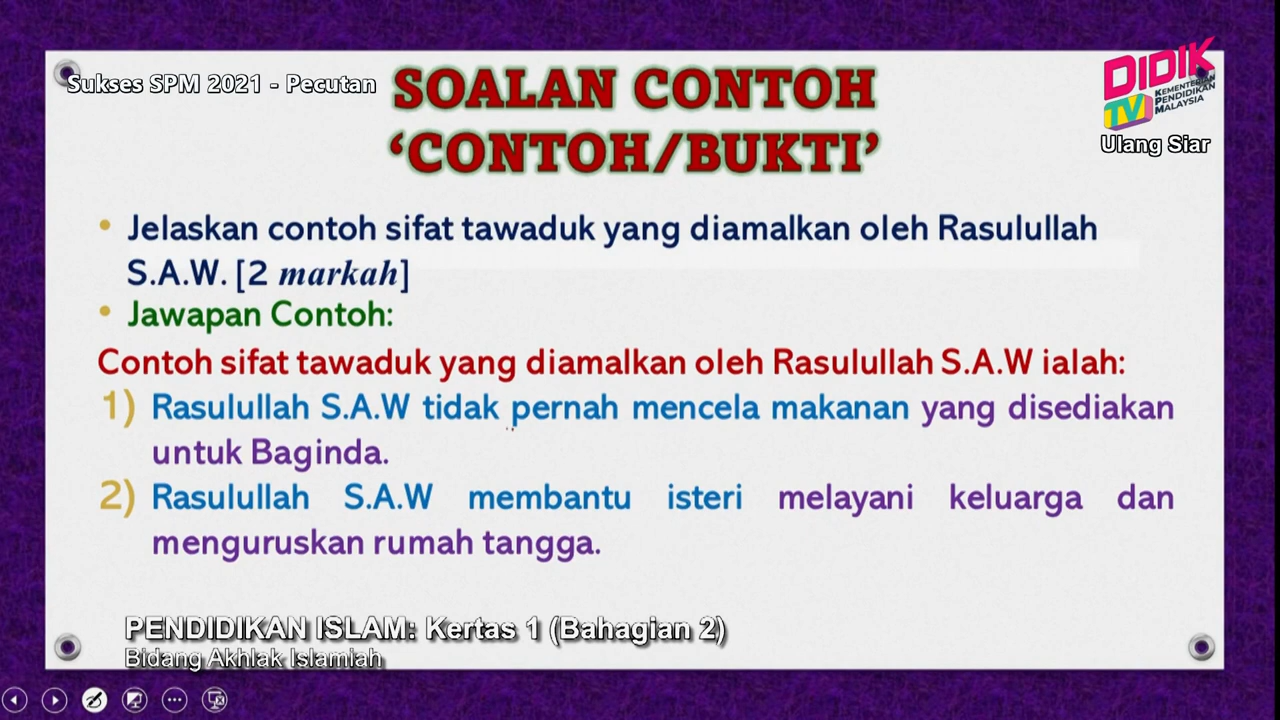 Sukses SPM 2021 - Pecutan
SOALAN CONTOH
‘CONTOH/BUKTI’
DIDIK
TV
KEMENTERIAN
PENDIDIKAN
MALAYSIA
Ulang Siar
• Jelaskan contoh sifat tawaduk yang diamalkan oleh Rasulullah
S.A.W. [2 markah]
• Jawapan Contoh:
Contoh sifat tawaduk yang diamalkan oleh Rasulullah S.A.W ialah:
1) Rasulullah S.A.W tidak pernah mencela makanan yang disediakan
untuk Baginda.
2) Rasulullah S.A.W membantu isteri melayani keluarga dan
menguruskan rumah tangga.
PENDIDIKAN ISLAM: Kertas 1 (Bahagian 2)
Bidang Akhlak Islamiah